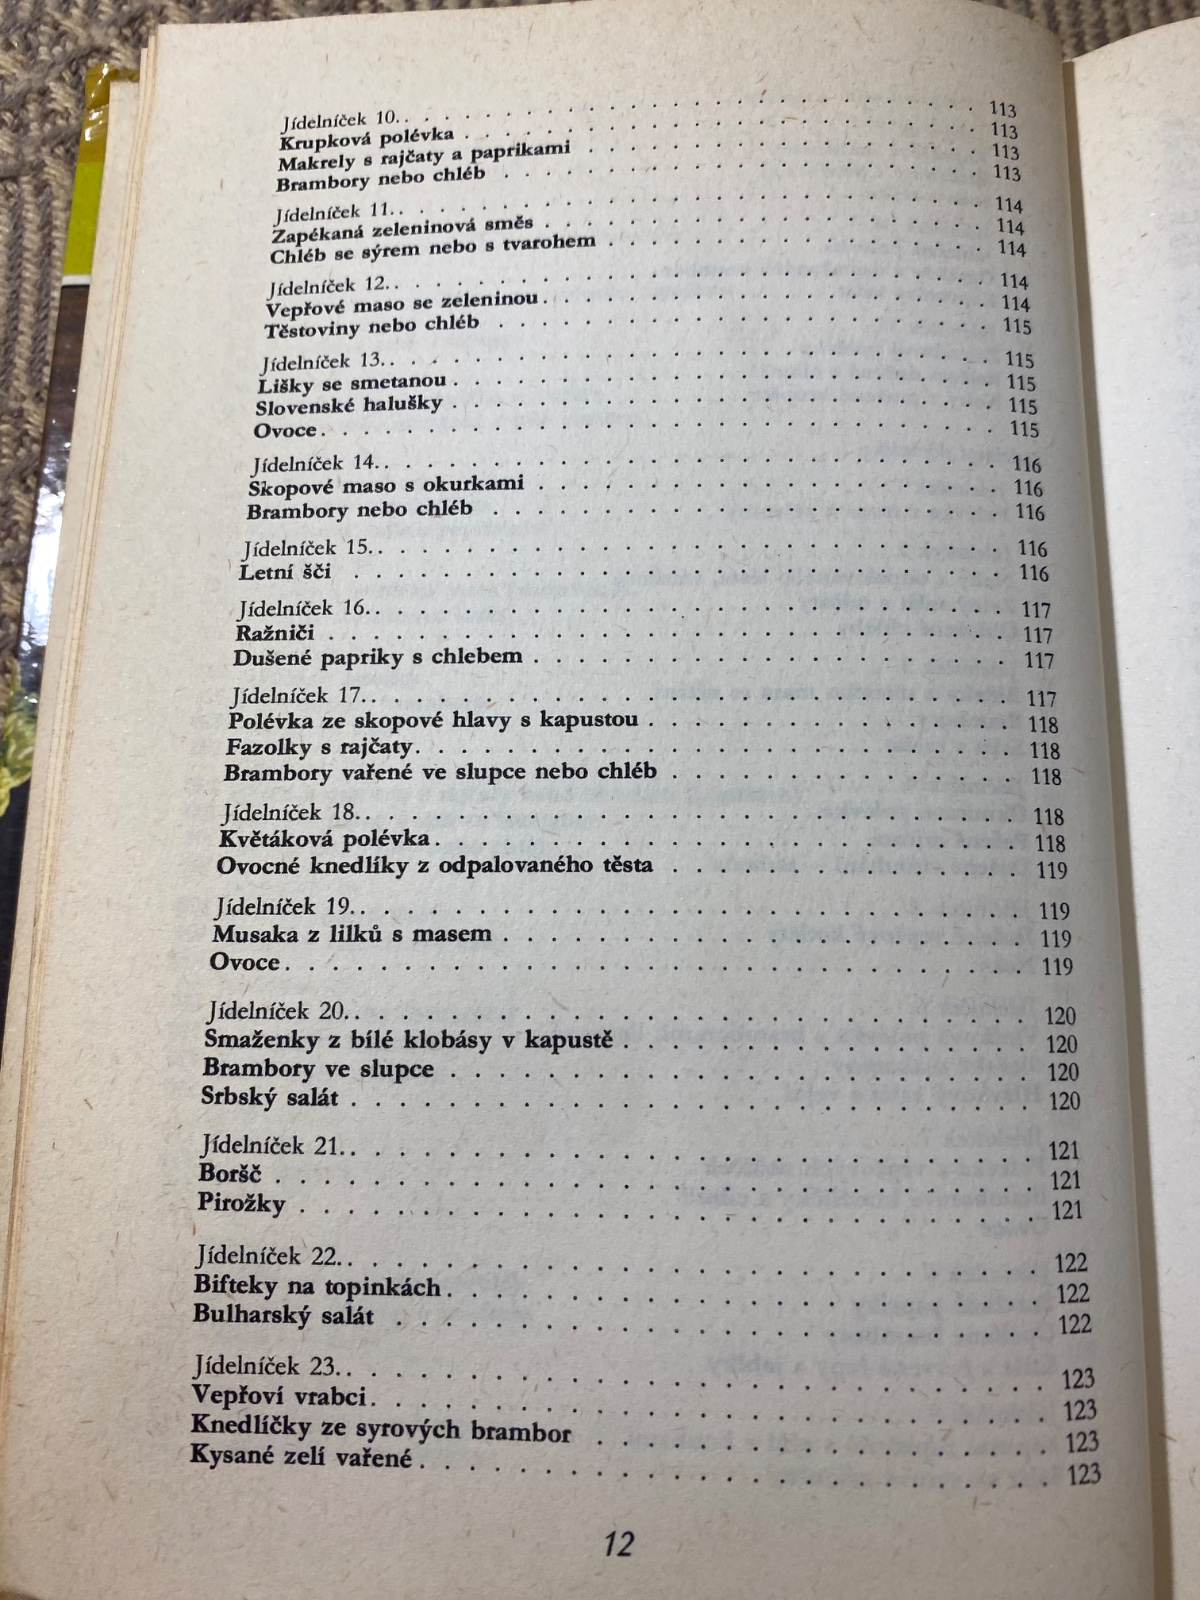 Jídelníček 10. . . . . . . . . . . . . . . . . . . . . . . . . . 113
Krupková polévka . . . . . . . . . . . . . . . . . . . . . . . . 113
Makrely s rajčaty a paprikami . . . . . . . . . . . . . . . . . . 113
Brambory nebo chléb . . . . . . . . . . . . . . . . . . . . . . 113
Jídelníček 11. . . . . . . . . . . . . . . . . . . . . . . . . . 114
Zapékaná zeleninová směs . . . . . . . . . . . . . . . . . . . . 114
Chléb se sýrem nebo s tvarohem . . . . . . . . . . . . . . . . . 114
Jídelníček 12. . . . . . . . . . . . . . . . . . . . . . . . . . 114
Vepřové maso se zeleninou . . . . . . . . . . . . . . . . . . . . 114
Těstoviny nebo chléb . . . . . . . . . . . . . . . . . . . . . . 115
Jídelníček 13. . . . . . . . . . . . . . . . . . . . . . . . . . 115
Lišky se smetanou . . . . . . . . . . . . . . . . . . . . . . . . 115
Slovenské halušky . . . . . . . . . . . . . . . . . . . . . . . . 115
Ovoce . . . . . . . . . . . . . . . . . . . . . . . . . . . . . . 115
Jídelníček 14. . . . . . . . . . . . . . . . . . . . . . . . . . 116
Skopové maso s okurkami . . . . . . . . . . . . . . . . . . . . . 116
Brambory nebo chléb . . . . . . . . . . . . . . . . . . . . . . 116
Jídelníček 15. . . . . . . . . . . . . . . . . . . . . . . . . . 116
Letní šči . . . . . . . . . . . . . . . . . . . . . . . . . . . . 116
Jídelníček 16. . . . . . . . . . . . . . . . . . . . . . . . . . 117
Ražniči . . . . . . . . . . . . . . . . . . . . . . . . . . . . . 117
Dušené papriky s chlebem . . . . . . . . . . . . . . . . . . . . 117
Jídelníček 17. . . . . . . . . . . . . . . . . . . . . . . . . . 117
Polévka ze skopové hlavy s kapustou . . . . . . . . . . . . . . . 118
Fazolky s rajčaty . . . . . . . . . . . . . . . . . . . . . . . . 118
Brambory vařené ve slupce nebo chléb . . . . . . . . . . . . . . 118
Jídelníček 18. . . . . . . . . . . . . . . . . . . . . . . . . . 118
Květáková polévka . . . . . . . . . . . . . . . . . . . . . . . . 118
Ovocné knedlíky z odpalovaného těsta . . . . . . . . . . . . . . 119
Jídelníček 19. . . . . . . . . . . . . . . . . . . . . . . . . . 119
Musaka z lilků s masem . . . . . . . . . . . . . . . . . . . . . 119
Ovoce . . . . . . . . . . . . . . . . . . . . . . . . . . . . . . 119
Jídelníček 20. . . . . . . . . . . . . . . . . . . . . . . . . . 120
Smaženky z bílé klobásy v kapustě . . . . . . . . . . . . . . . . 120
Brambory ve slupce . . . . . . . . . . . . . . . . . . . . . . . 120
Srbský salát . . . . . . . . . . . . . . . . . . . . . . . . . . 120
Jídelníček 21. . . . . . . . . . . . . . . . . . . . . . . . . . 121
Boršč . . . . . . . . . . . . . . . . . . . . . . . . . . . . . . 121
Pirožky . . . . . . . . . . . . . . . . . . . . . . . . . . . . . 121
Jídelníček 22. . . . . . . . . . . . . . . . . . . . . . . . . . 122
Bifteky na topinkách . . . . . . . . . . . . . . . . . . . . . . 122
Bulharský salát . . . . . . . . . . . . . . . . . . . . . . . . . 122
Jídelníček 23. . . . . . . . . . . . . . . . . . . . . . . . . . 123
Vepřoví vrabci . . . . . . . . . . . . . . . . . . . . . . . . . 123
Knedlíčky ze syrových brambor . . . . . . . . . . . . . . . . . . 123
Kysané zelí vařené . . . . . . . . . . . . . . . . . . . . . . . 123
12